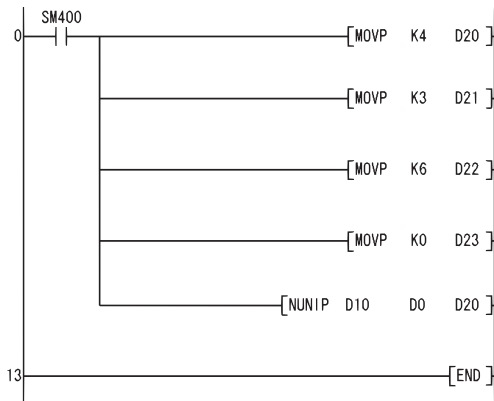 SM400
0 [MOVP K4 D20]
[MOVP K3 D21]
[MOVP K6 D22]
[MOVP K0 D23]
[NUNIP D10 D0 D20]
13 [END]